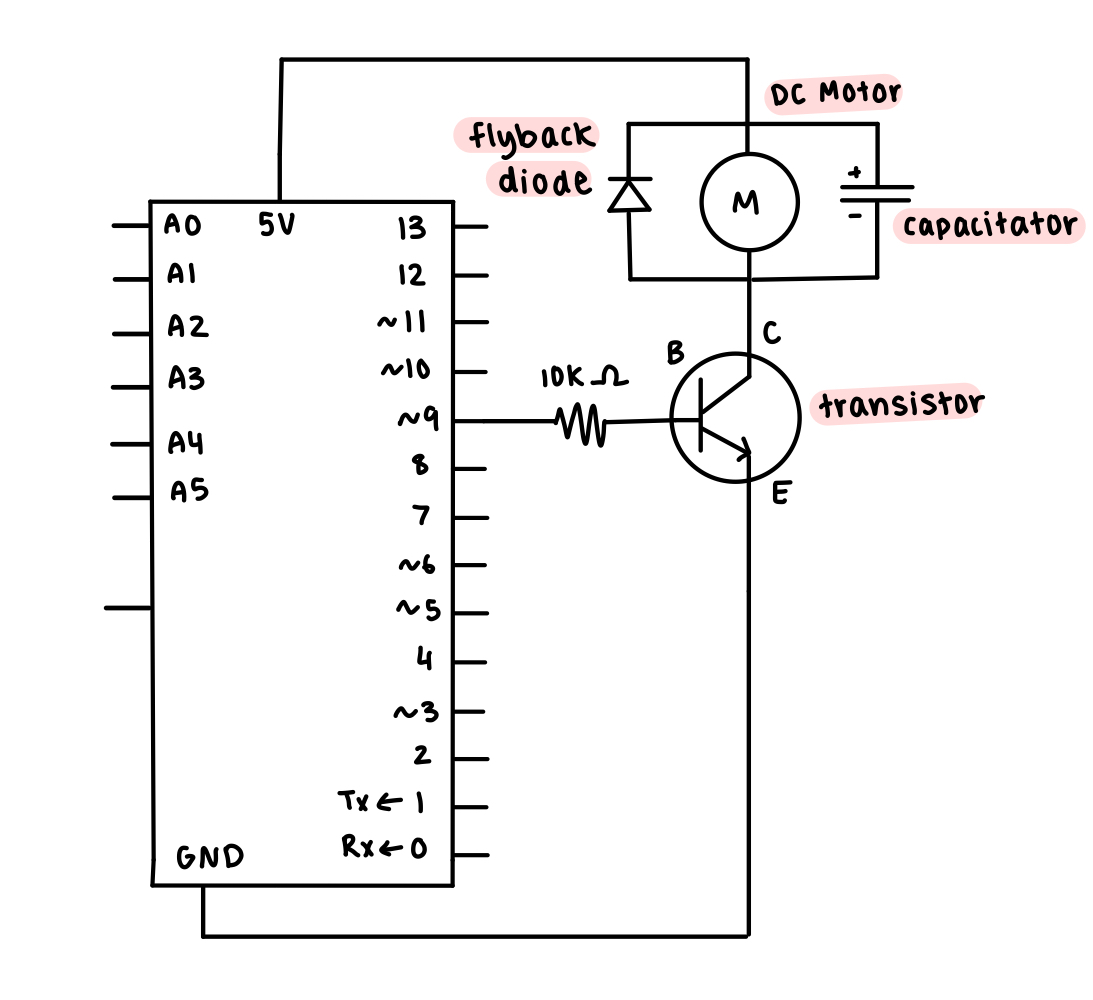 DC Motor
flyback
diode
+
M
-
capacitator
A0
5V
13
A1
12
A2
~11
A3
~10
A4
~9
A5
8
7
~6
~5
4
~3
2
Tx← 1
Rx← 0
GND
10K Ω
B
C
transistor
E